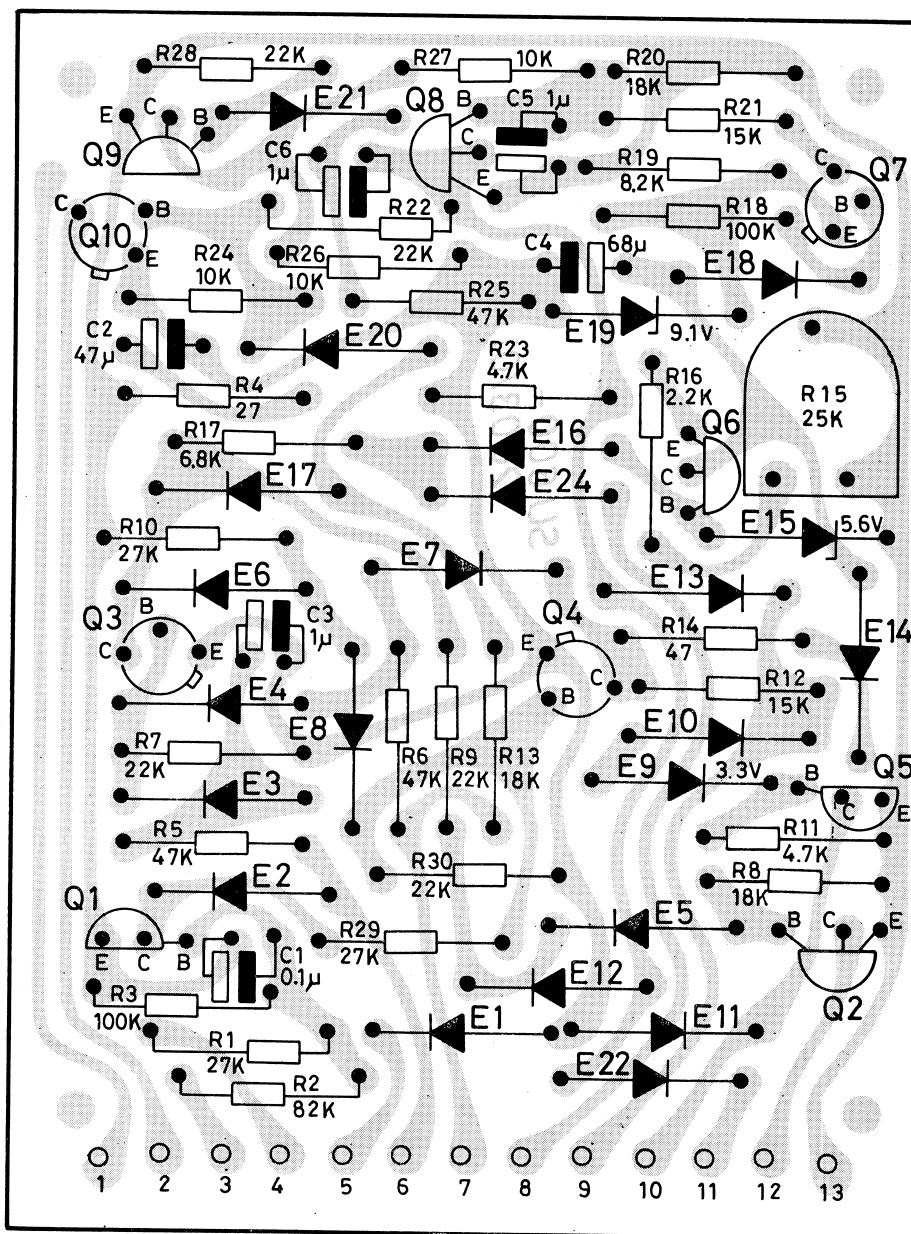 R28 22K R27 10K R20
18K
E21 Q8 B C5 1µ R21
15K
E C B
Q9 C6 1µ C E R19
8,2K C Q7
C B R22 R18 B
Q10 22K 100K E
E R24 R26 C4 68µ E18
10K 10K
C2 R25
47K
47µ E20 E19 9.1V
R23
4.7K
R4 R16 R15
27 2.2K 25K
R17 E16 E Q6
6.8K C
E17 E24 B
R10 E15 5.6V
27K
E7
E6 E13
Q3 B C3 1µ Q4 R14 E14
C E E 47
E4 B C R12
15K
E8 E10
R7 R6 R9 R13
22K 47K 22K 18K
E3 E9 3.3V B Q5
C E
R5 R11
47K 4.7K
R30 R8
22K 18K
E2
Q1 E5
E C B C1 R29 B C E
0.1µ 27K
E12
R3 Q2
100K
R1 E1 E11
27K
R2 E22
82K
1 2 3 4 5 6 7 8 9 10 11 12 13